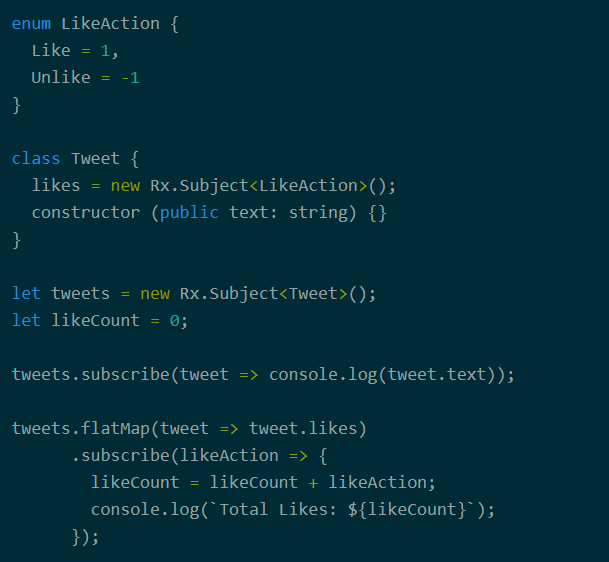 enum LikeAction {
  Like = 1,
  Unlike = -1
}

class Tweet {
  likes = new Rx.Subject<LikeAction>();
  constructor (public text: string) {}
}

let tweets = new Rx.Subject<Tweet>();
let likeCount = 0;

tweets.subscribe(tweet => console.log(tweet.text));

tweets.flatMap(tweet => tweet.likes)
      .subscribe(likeAction => {
        likeCount = likeCount + likeAction;
        console.log(`Total Likes: ${likeCount}`);
      });